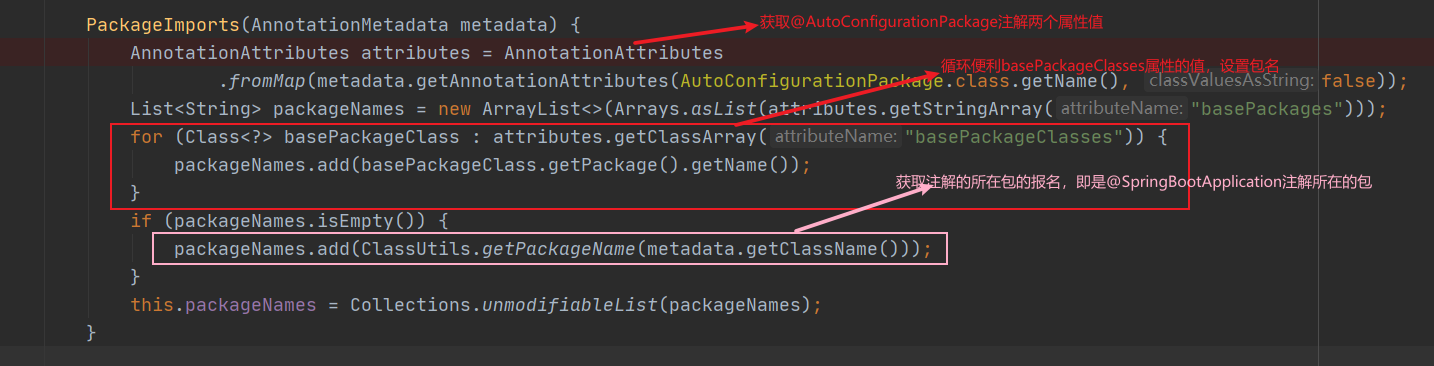 PackageImports(AnnotationMetadata metadata) {
获取@AutoConfigurationPackage注解两个属性值
AnnotationAttributes attributes = AnnotationAttributes
循环便利basePackageClasses属性的值，设置包名
.fromMap(metadata.getAnnotationAttributes(AutoConfigurationPackage.class.getName(), classValuesAsString: false));
List<String> packageNames = new ArrayList<>(Arrays.asList(attributes.getStringArray( attributeName: "basePackages")));
for (Class<?> basePackageClass : attributes.getClassArray( attributeName: "basePackageClasses")) {
packageNames.add(basePackageClass.getPackage().getName());
获取注解的所在包的报名，即是@SpringBootApplication注解所在的包
}
if (packageNames.isEmpty()) {
packageNames.add(ClassUtils.getPackageName(metadata.getClassName()));
}
this.packageNames = Collections.unmodifiableList(packageNames);
}